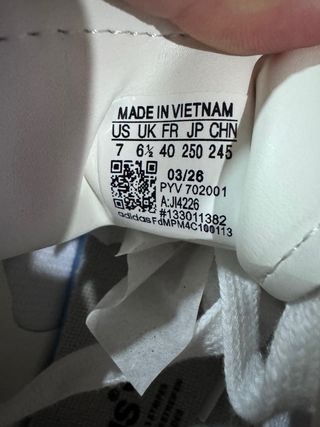 MADE IN VIETNAM
US UK FR JP CHN
7 6½ 40 250 245
03/26
PYV 702001
A:JI4226
#133011382
adidas FdMPM4C100113